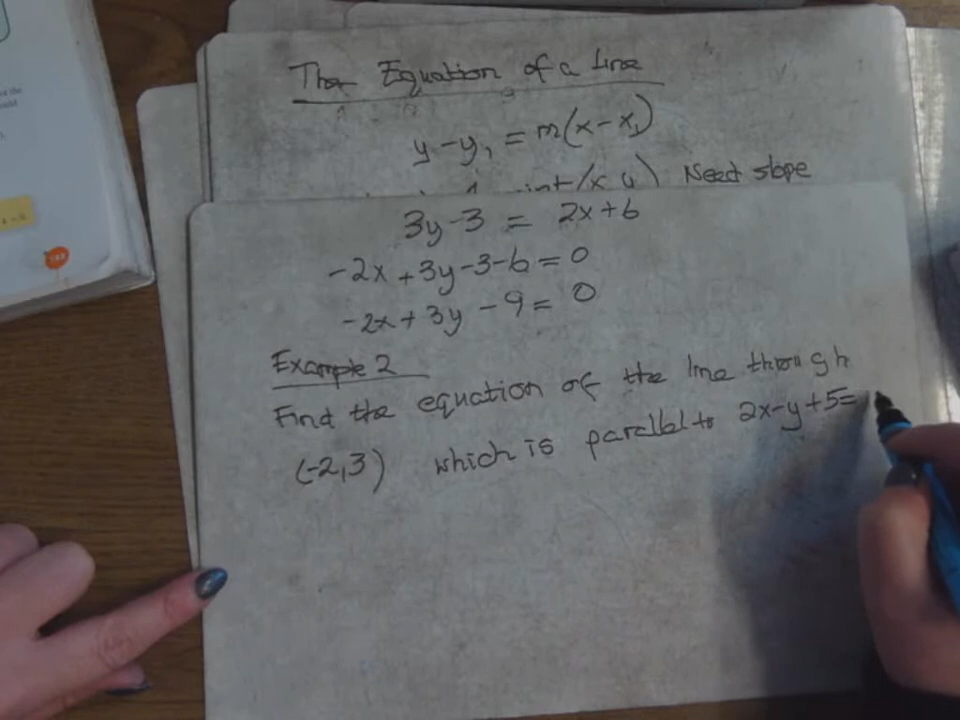 The Equation of a Line
y-y₁ = m(x-x₁)
Need slope
3y-3 = 2x+6
-2x+3y-3-6=0
-2x+3y-9=0
Example 2
Find the equation of the line through
(-2,3) which is parallel to 2x-y+5=